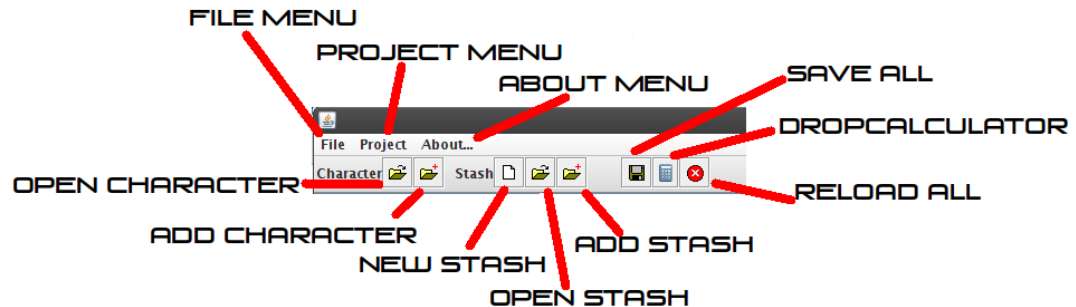 FILE MENU
PROJECT MENU
ABOUT MENU
SAVE ALL
DROPCALCULATOR
File Project About...
Character Stash
OPEN CHARACTER
RELOAD ALL
ADD CHARACTER
ADD STASH
NEW STASH
OPEN STASH